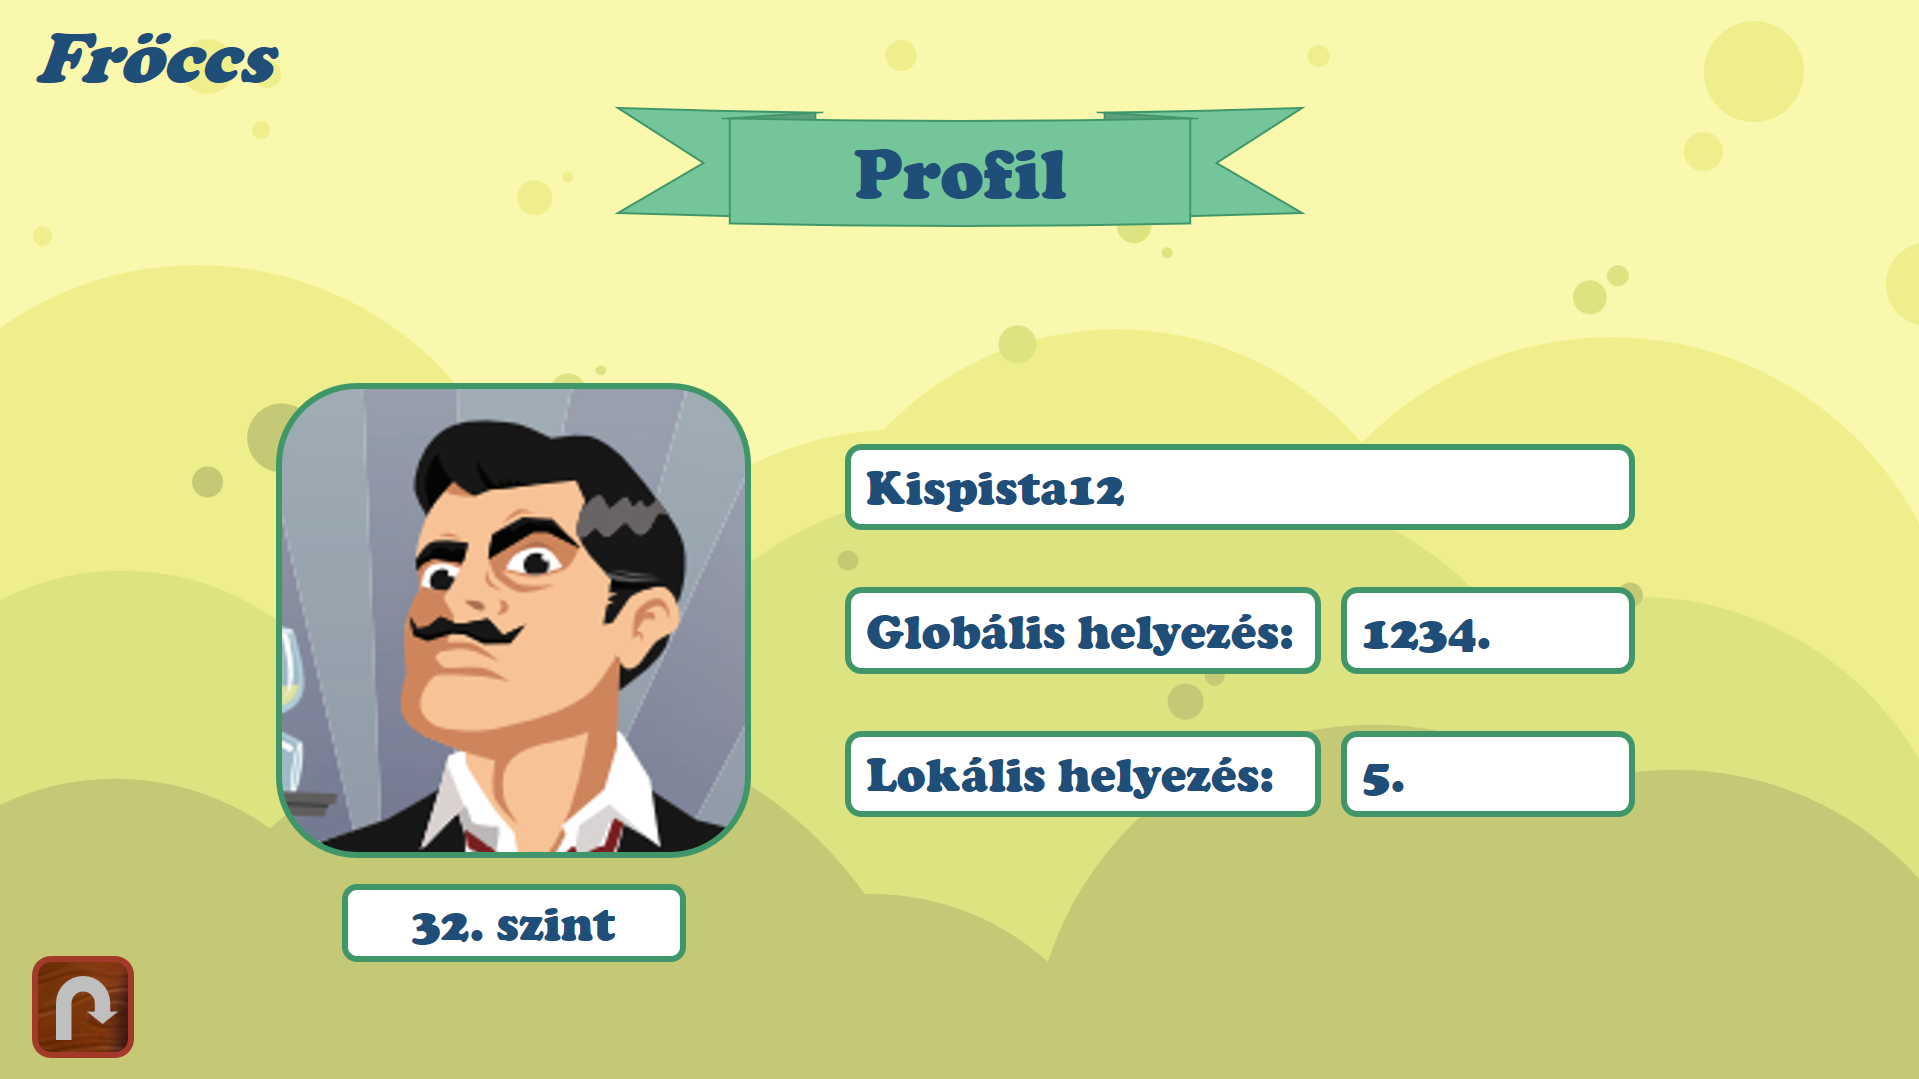 Fröccs
Profil
Kispista12
Globális helyezés: 1234.
Lokális helyezés: 5.
32. szint